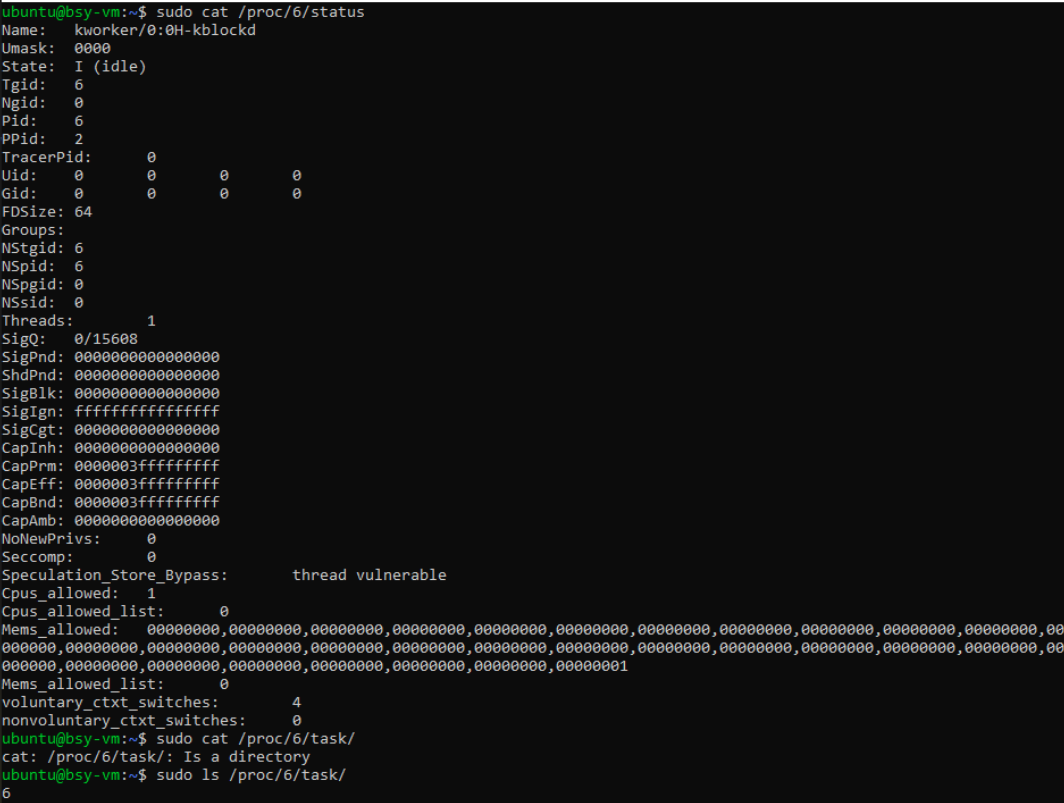 ubuntu@bsy-vm:~$ sudo cat /proc/6/status
Name:   kworker/0:0H-kblockd
Umask:  0000
State:  I (idle)
Tgid:   6
Ngid:   0
Pid:    6
PPid:   2
TracerPid:      0
Uid:    0       0       0       0
Gid:    0       0       0       0
FDSize: 64
Groups:
NStgid: 6
NSpid:  6
NSpgid: 0
NSsid:  0
Threads:        1
SigQ:   0/15608
SigPnd: 0000000000000000
ShdPnd: 0000000000000000
SigBlk: 0000000000000000
SigIgn: ffffffffffffffff
SigCgt: 0000000000000000
CapInh: 0000000000000000
CapPrm: 0000003fffffffff
CapEff: 0000003fffffffff
CapBnd: 0000003fffffffff
CapAmb: 0000000000000000
NoNewPrivs:     0
Seccomp:        0
Speculation_Store_Bypass:       thread vulnerable
Cpus_allowed:   1
Cpus_allowed_list:      0
Mems_allowed:   00000000,00000000,00000000,00000000,00000000,00000000,00000000,00000000,00000000,00000000,00
000000,00000000,00000000,00000000,00000000,00000000,00000000,00000000,00000000,00000000,00000000,00000000,00
000000,00000000,00000000,00000000,00000000,00000000,00000001
Mems_allowed_list:      0
voluntary_ctxt_switches:        4
nonvoluntary_ctxt_switches:     0
ubuntu@bsy-vm:~$ sudo cat /proc/6/task/
cat: /proc/6/task/: Is a directory
ubuntu@bsy-vm:~$ sudo ls /proc/6/task/
6